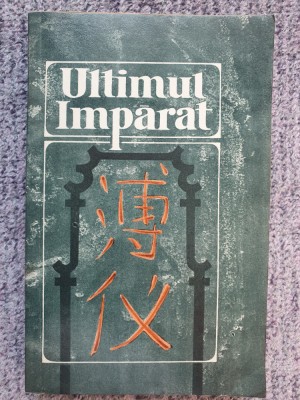 Ultimul
Imparat
溥
仪